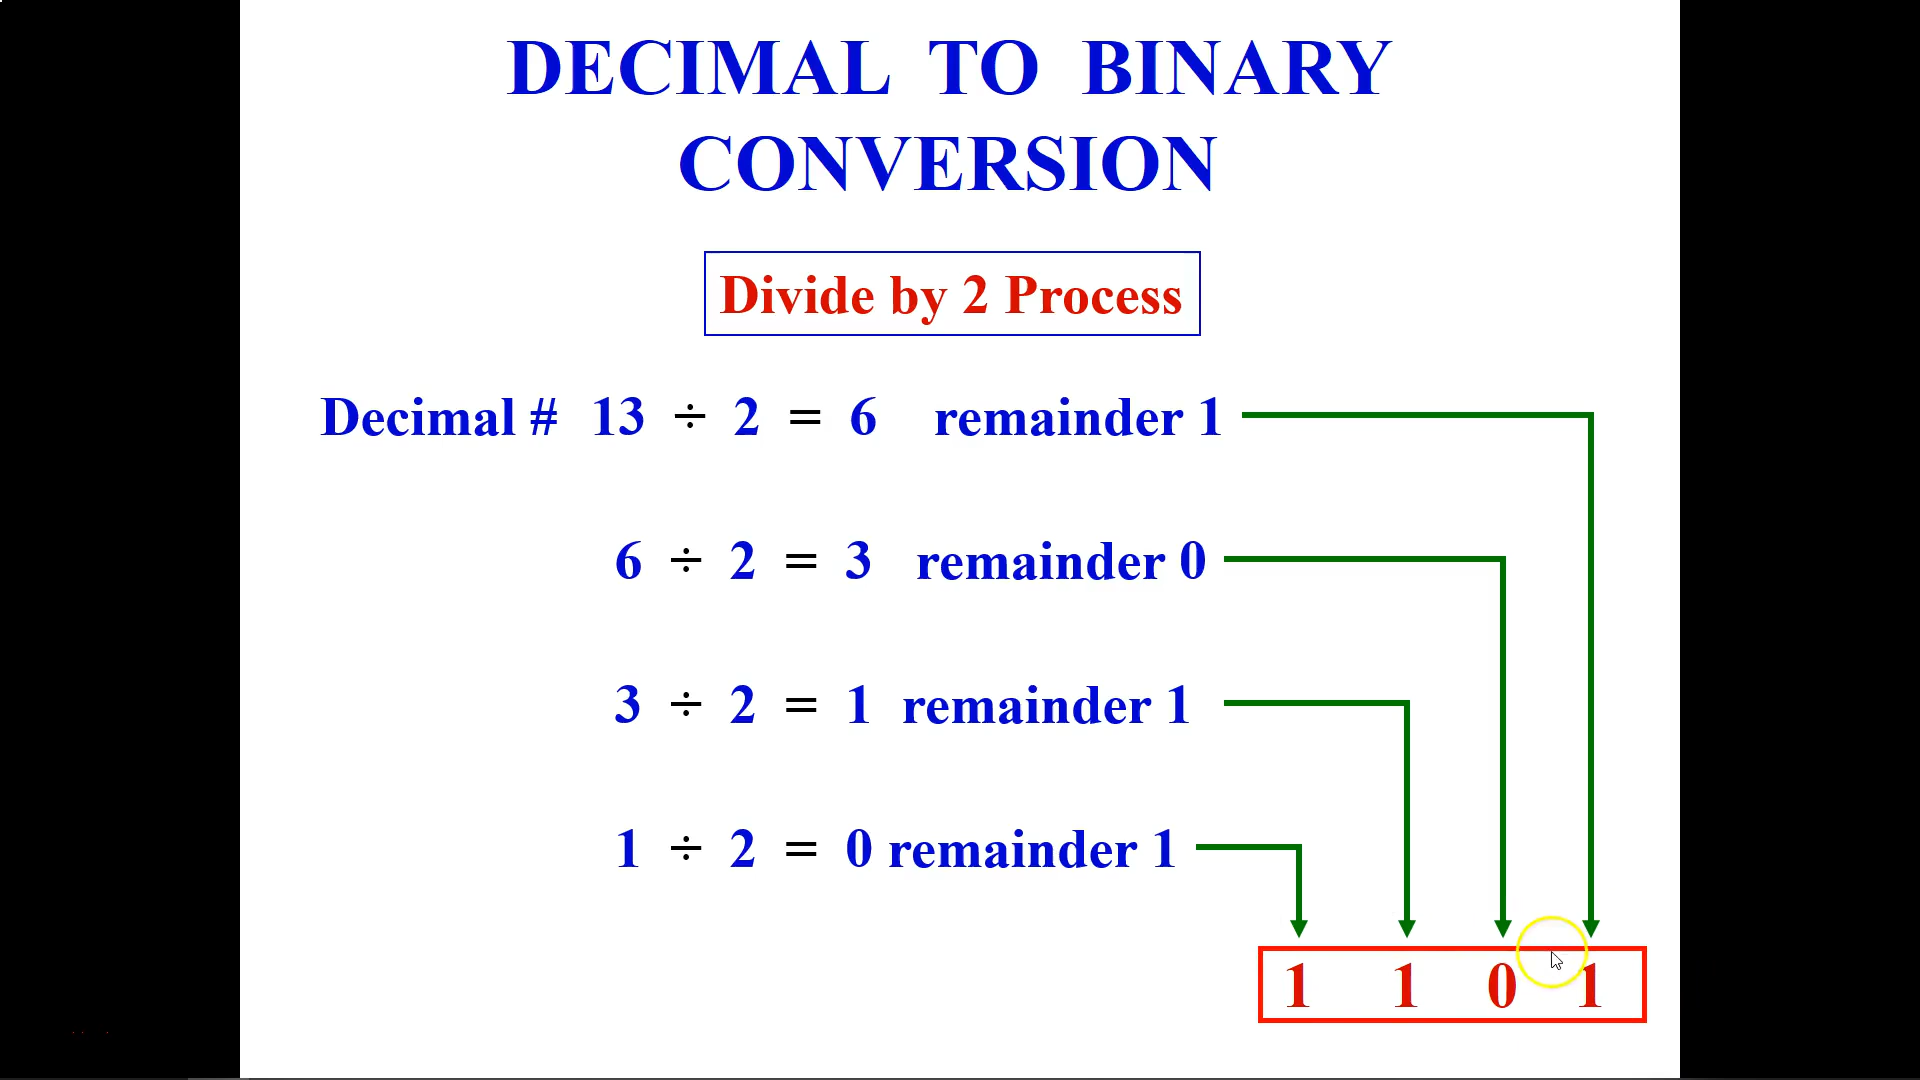 DECIMAL TO BINARY
CONVERSION
Divide by 2 Process
Decimal # 13 ÷ 2 = 6 remainder 1
6 ÷ 2 = 3 remainder 0
3 ÷ 2 = 1 remainder 1
1 ÷ 2 = 0 remainder 1
1 1 0 1